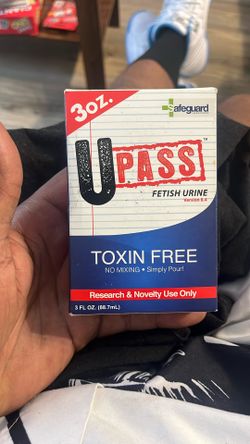 3oz.
Safeguard
UPASS™
FETISH URINE
Version 8.4
TOXIN FREE
NO MIXING • Simply Pour!
Research & Novelty Use Only
3 FL OZ. (88.7mL)